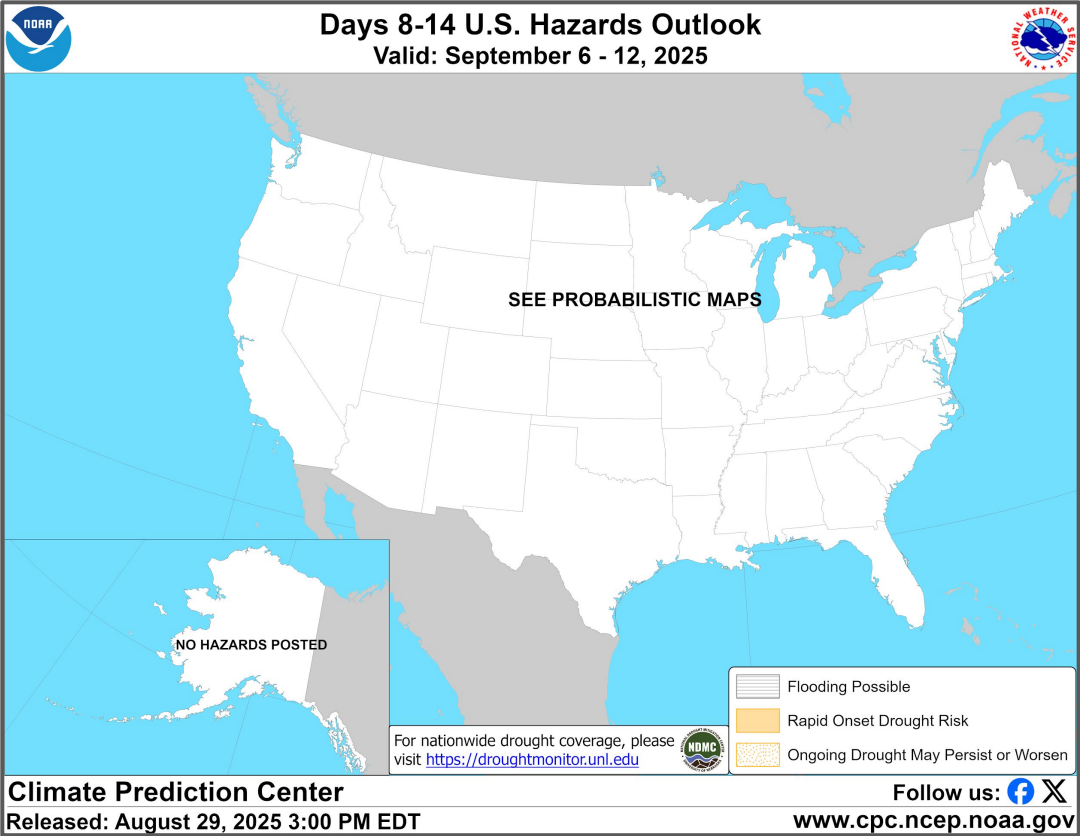 NOAA
Days 8-14 U.S. Hazards Outlook
Valid: September 6 - 12, 2025
NATIONAL WEATHER SERVICE
SEE PROBABILISTIC MAPS
NO HAZARDS POSTED
Flooding Possible
Rapid Onset Drought Risk
Ongoing Drought May Persist or Worsen
For nationwide drought coverage, please
visit https://droughtmonitor.unl.edu
NDMC
Climate Prediction Center
Follow us:
Released: August 29, 2025 3:00 PM EDT
www.cpc.ncep.noaa.gov